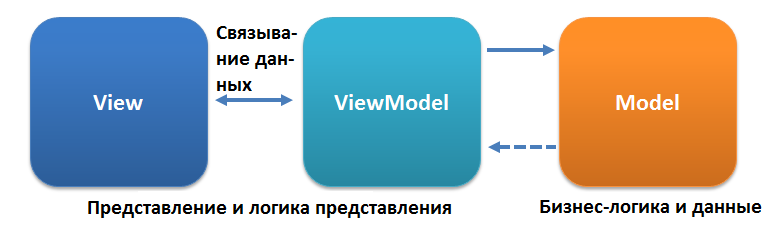 Связыва-
ние дан-
ных
View
ViewModel
Model
Представление и логика представления
Бизнес-логика и данные